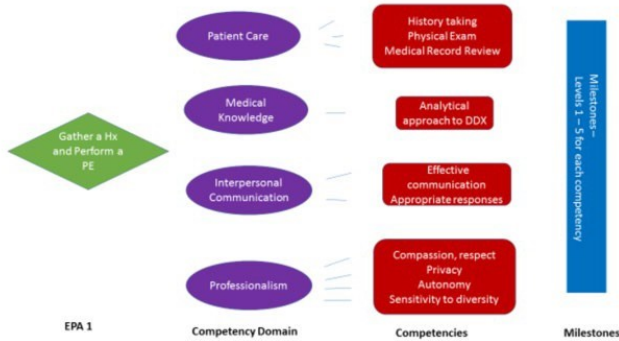 Gather a Hx
and Perform a
PE
Patient Care
Medical
Knowledge
Interpersonal
Communication
Professionalism
History taking
Physical Exam
Medical Record Review
Analytical
approach to DDX
Effective
communication
Appropriate responses
Compassion, respect
Privacy
Autonomy
Sensitivity to diversity
Milestones –
Levels 1 – 5 for each
competency
EPA 1
Competency Domain
Competencies
Milestones